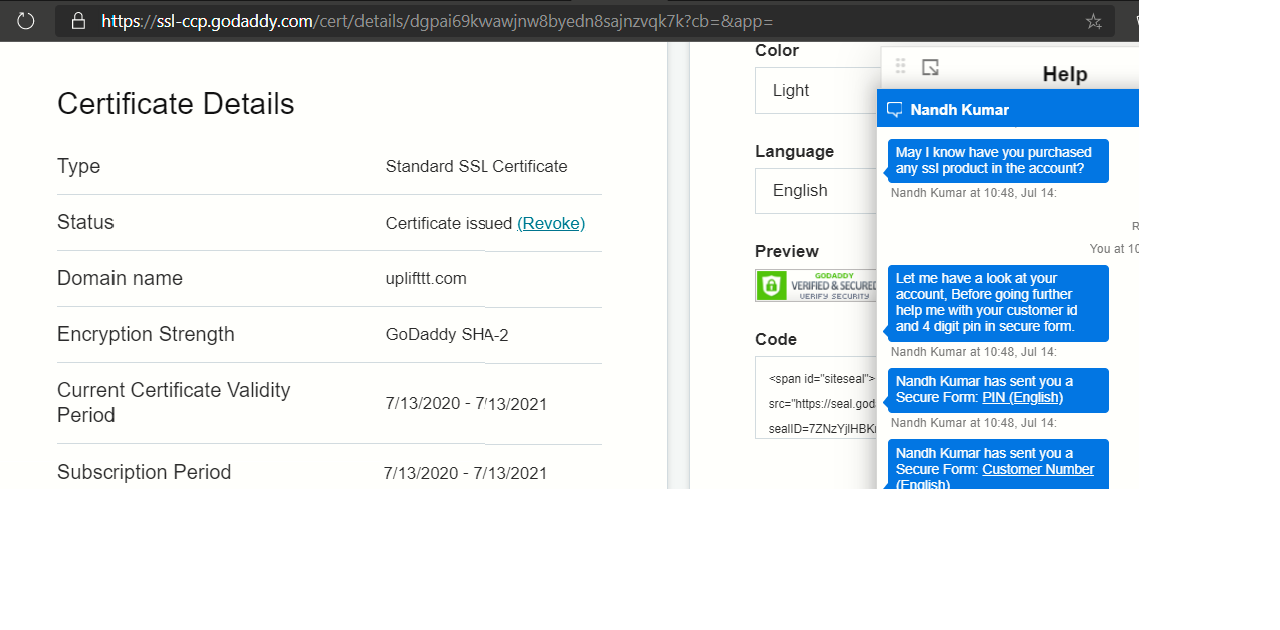 https://ssl-ccp.godaddy.com/cert/details/dgpai69kwawjnw8byedn8sajnzvqk7k?cb=&app=
Certificate Details
Type Standard SSL Certificate
Status Certificate issued (Revoke)
Domain name uplifttt.com
Encryption Strength GoDaddy SHA-2
Current Certificate Validity
Period 7/13/2020 - 7/13/2021
Subscription Period 7/13/2020 - 7/13/2021
Color
Light
Language
English
Preview
GODADDY
VERIFIED & SECURED
VERIFY SECURITY
Code
<span id="siteseal">
src="https://seal.god
sealID=7ZNzYjIHBK
Help
Nandh Kumar
May I know have you purchased
any ssl product in the account?
Nandh Kumar at 10:48, Jul 14:
R
You at 10
Let me have a look at your
account, Before going further
help me with your customer id
and 4 digit pin in secure form.
Nandh Kumar at 10:48, Jul 14:
Nandh Kumar has sent you a
Secure Form: PIN (English)
Nandh Kumar at 10:48, Jul 14:
Nandh Kumar has sent you a
Secure Form: Customer Number
(English)